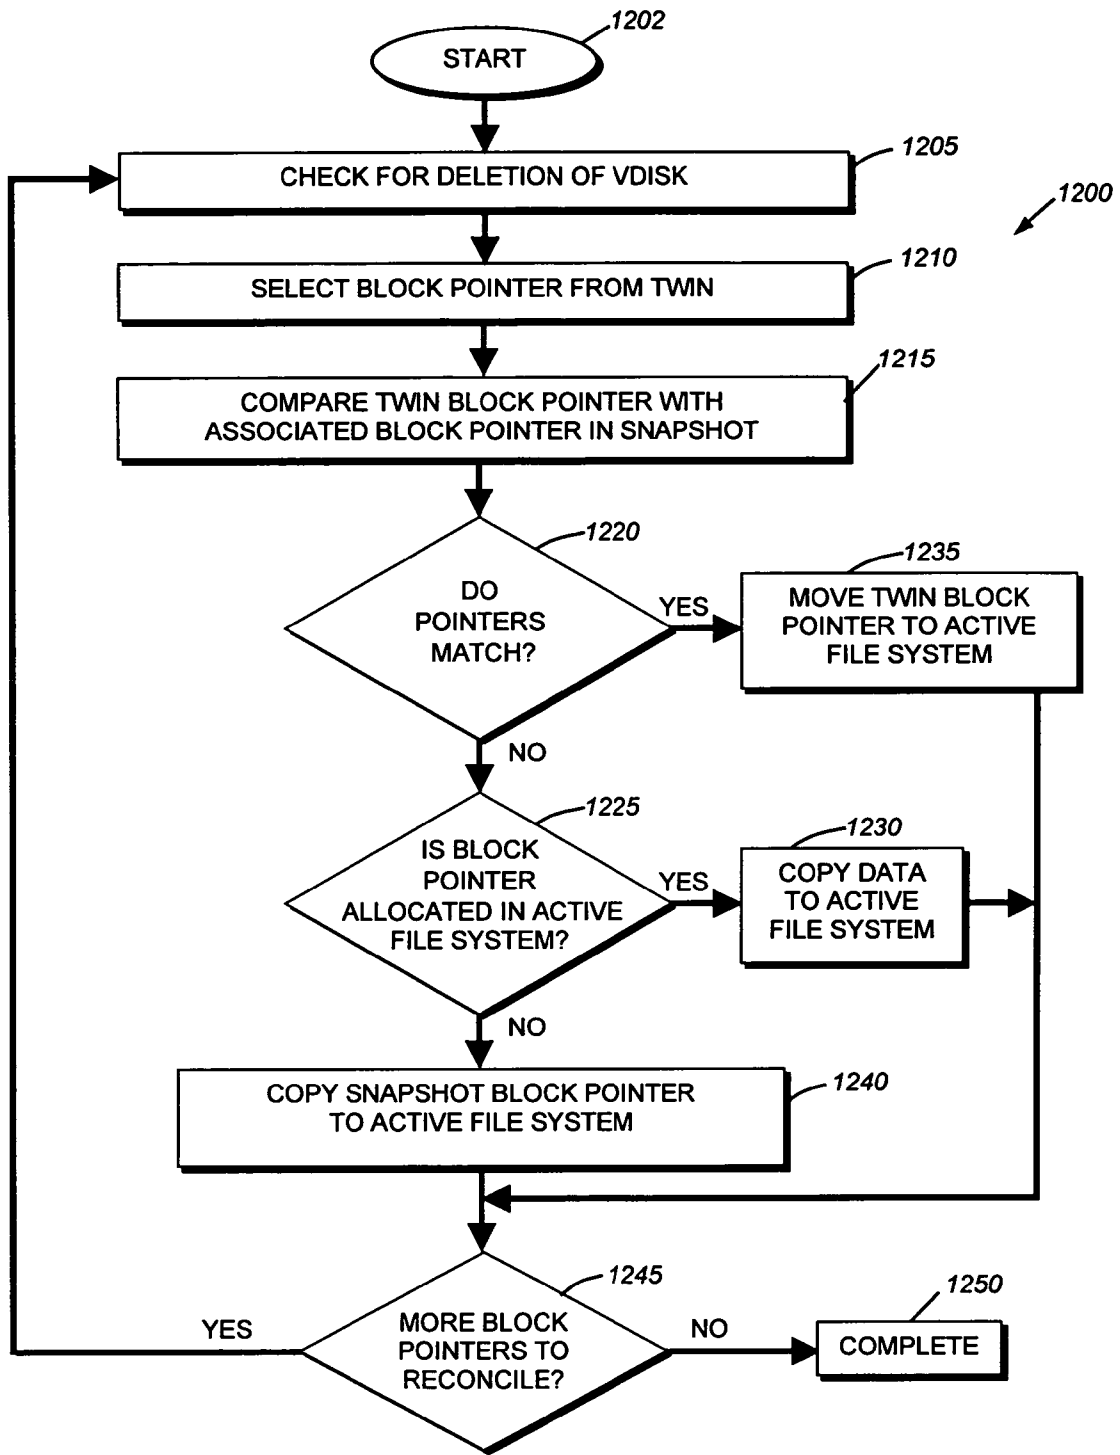 1202
START
1205
CHECK FOR DELETION OF VDISK
1200
1210
SELECT BLOCK POINTER FROM TWIN
1215
COMPARE TWIN BLOCK POINTER WITH
ASSOCIATED BLOCK POINTER IN SNAPSHOT
1220
DO
POINTERS
MATCH?
YES
1235
MOVE TWIN BLOCK
POINTER TO ACTIVE
FILE SYSTEM
NO
1225
IS BLOCK
POINTER
ALLOCATED IN ACTIVE
FILE SYSTEM?
YES
1230
COPY DATA
TO ACTIVE
FILE SYSTEM
NO
1240
COPY SNAPSHOT BLOCK POINTER
TO ACTIVE FILE SYSTEM
1245
MORE BLOCK
POINTERS TO
RECONCILE?
YES
NO
1250
COMPLETE